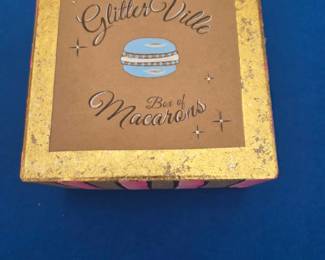 Glitter Ville
Box of
Macarons